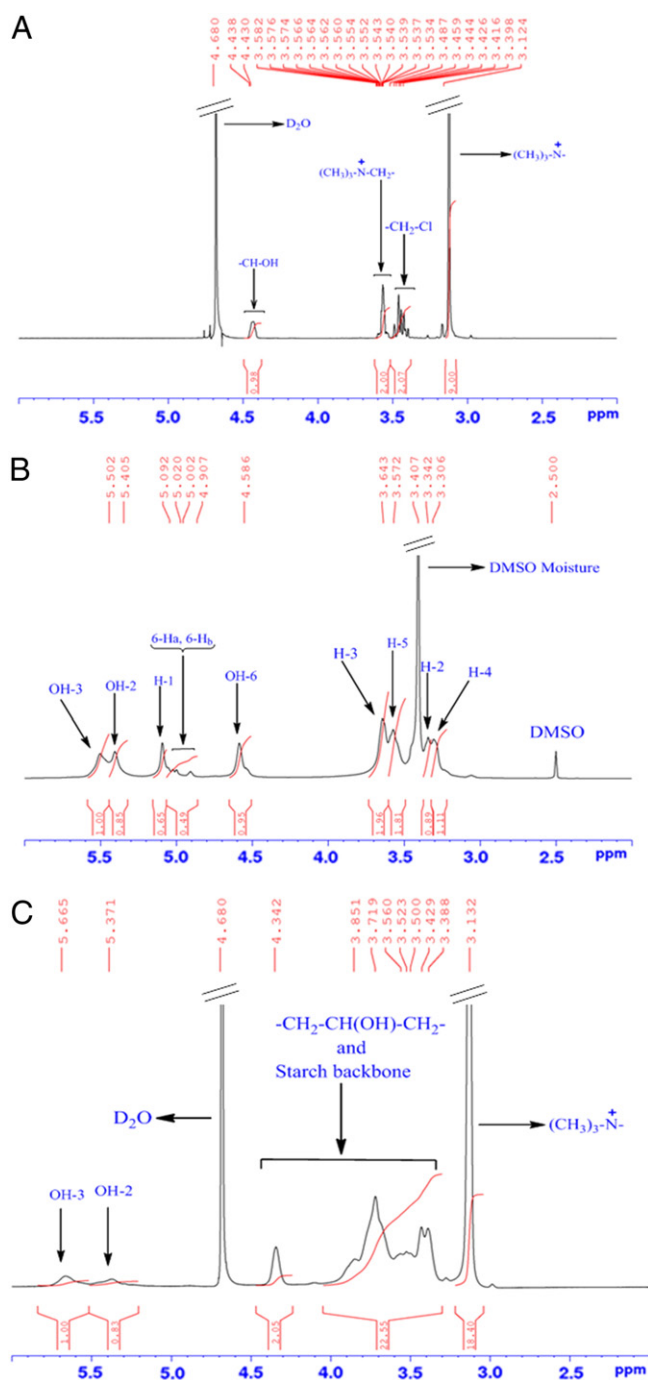 A
4.680
4.438
4.430
3.582
3.576
3.574
3.566
3.564
3.562
3.560
3.554
3.552
3.543
3.540
3.539
3.537
3.534
3.487
3.459
3.444
3.426
3.416
3.398
3.124
D₂O
(CH₃)₃-N⁺-CH₂-
(CH₃)₃-N⁺-
-CH₂-Cl
-CH-OH
0.98
2.00
2.07
9.00
5.5 5.0 4.5 4.0 3.5 3.0 2.5 ppm
B
5.502
5.405
5.092
5.020
5.002
4.907
4.586
3.643
3.572
3.407
3.342
3.306
2.500
DMSO Moisture
6-Ha, 6-Hb
H-3
H-5
OH-3
OH-2
H-1
OH-6
H-2
H-4
DMSO
1.00
0.85
0.65
0.49
0.95
1.96
1.81
0.89
1.11
5.5 5.0 4.5 4.0 3.5 3.0 2.5 2.0 ppm
C
5.665
5.371
4.680
4.342
3.851
3.719
3.560
3.523
3.500
3.429
3.388
3.132
-CH₂-CH(OH)-CH₂-
and
Starch backbone
D₂O
(CH₃)₃-N⁺-
OH-3
OH-2
1.00
0.83
2.05
22.55
18.40
5.5 5.0 4.5 4.0 3.5 3.0 2.5 ppm